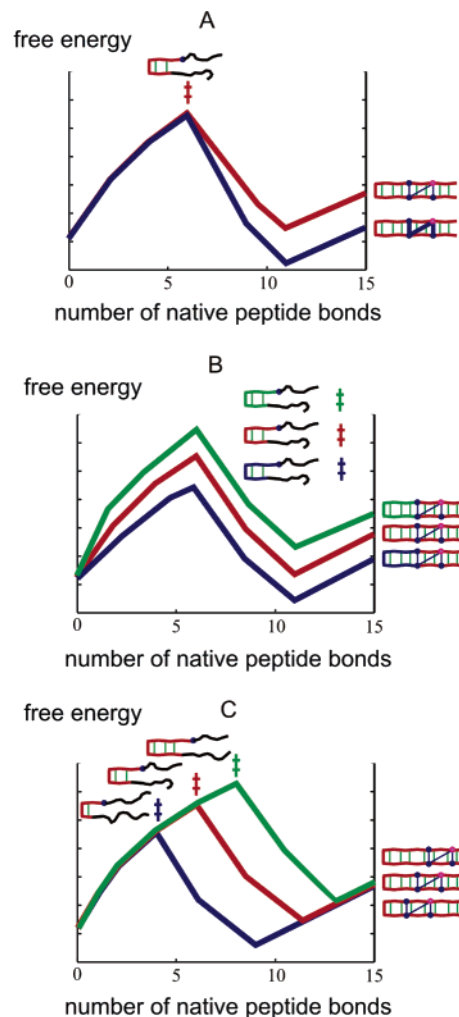 A
free energy
‡
0 5 10 15
number of native peptide bonds
B
free energy
‡
‡
‡
0 5 10 15
number of native peptide bonds
C
free energy
‡
‡
‡
0 5 10 15
number of native peptide bonds